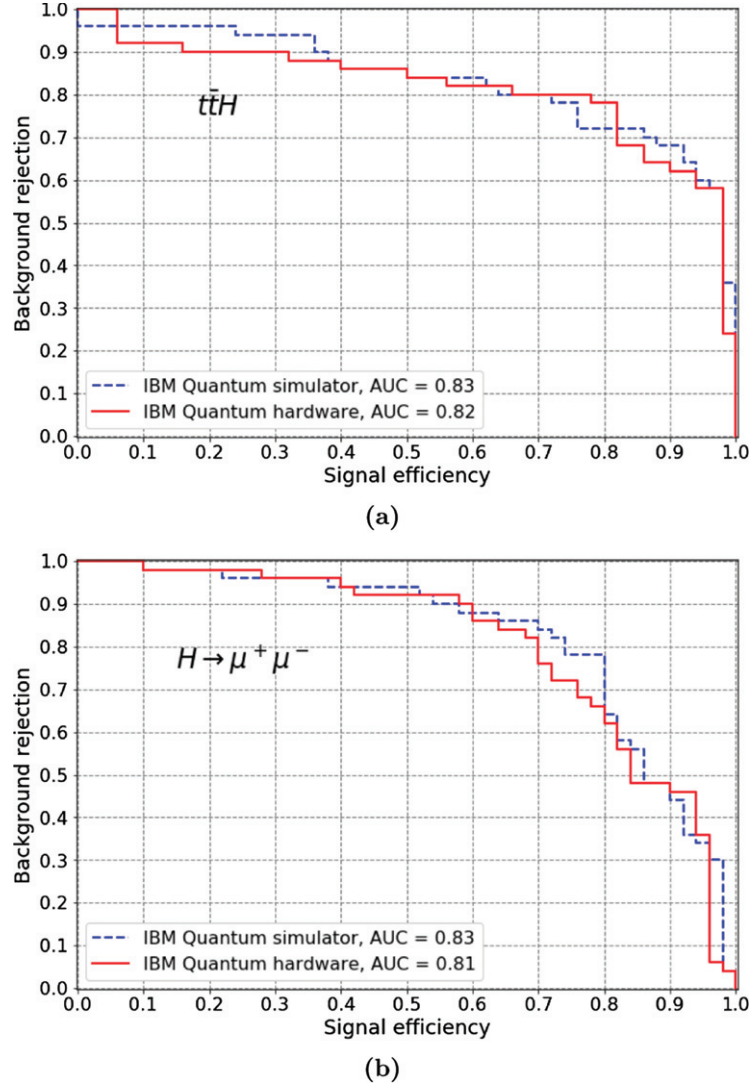 1.0
0.9
0.8
0.7
0.6
0.5
0.4
0.3
0.2
0.1
0.0
Background rejection
tt̄H
IBM Quantum simulator, AUC = 0.83
IBM Quantum hardware, AUC = 0.82
0.0 0.1 0.2 0.3 0.4 0.5 0.6 0.7 0.8 0.9 1.0
Signal efficiency
(a)
1.0
0.9
0.8
0.7
0.6
0.5
0.4
0.3
0.2
0.1
0.0
Background rejection
H → μ⁺ μ⁻
IBM Quantum simulator, AUC = 0.83
IBM Quantum hardware, AUC = 0.81
0.0 0.1 0.2 0.3 0.4 0.5 0.6 0.7 0.8 0.9 1.0
Signal efficiency
(b)